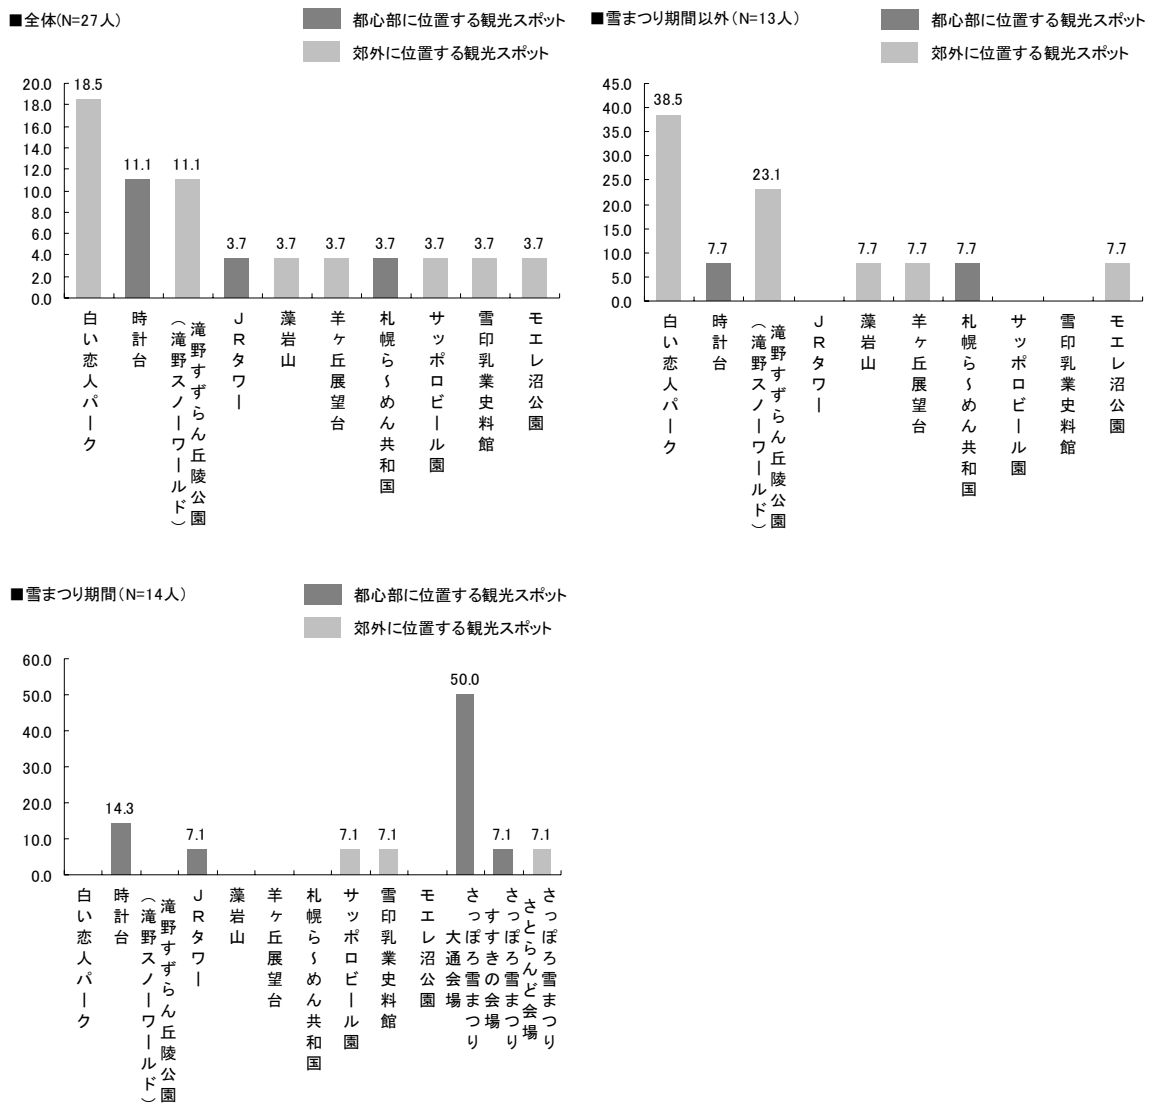 ■全体(N=27人)
都心部に位置する観光スポット
郊外に位置する観光スポット
20.0
18.0
16.0
14.0
12.0
10.0
8.0
6.0
4.0
2.0
0.0
18.5
11.1
11.1
3.7
3.7
3.7
3.7
3.7
3.7
3.7
白い恋人パーク
時計台
滝野すずらん丘陵公園
(滝野スノーワールド)
JRタワー
藻岩山
羊ヶ丘展望台
札幌ら～めん共和国
サッポロビール園
雪印乳業史料館
モエレ沼公園
■雪まつり期間以外(N=13人)
都心部に位置する観光スポット
郊外に位置する観光スポット
45.0
40.0
35.0
30.0
25.0
20.0
15.0
10.0
5.0
0.0
38.5
7.7
23.1
7.7
7.7
7.7
7.7
白い恋人パーク
時計台
滝野すずらん丘陵公園
(滝野スノーワールド)
JRタワー
藻岩山
羊ヶ丘展望台
札幌ら～めん共和国
サッポロビール園
雪印乳業史料館
モエレ沼公園
■雪まつり期間(N=14人)
都心部に位置する観光スポット
郊外に位置する観光スポット
60.0
50.0
40.0
30.0
20.0
10.0
0.0
14.3
7.1
7.1
7.1
50.0
7.1
7.1
白い恋人パーク
時計台
滝野すずらん丘陵公園
(滝野スノーワールド)
JRタワー
藻岩山
羊ヶ丘展望台
札幌ら～めん共和国
サッポロビール園
雪印乳業史料館
モエレ沼公園
さっぽろ雪まつり
大通会場
さっぽろ雪まつり
すすきの会場
さっぽろ雪まつり
さとらんど会場